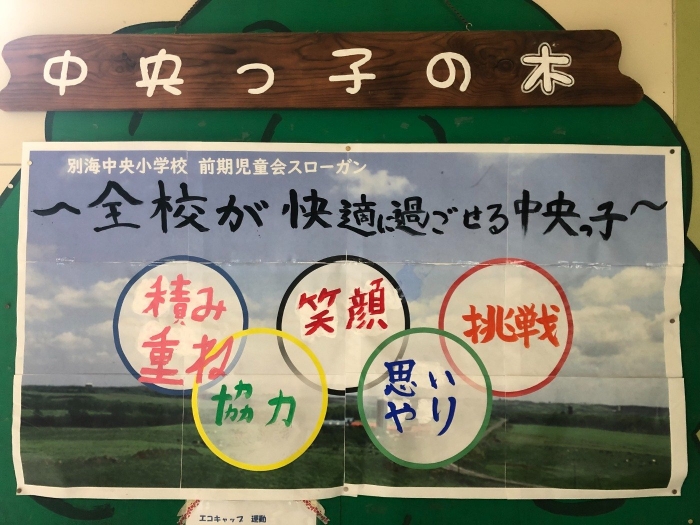 中央っ子の木
別海中央小学校 前期児童会スローガン
～全校が快適に過ごせる中央っ子～
積み
重ね
笑顔
挑戦
協力
思い
やり
エコキャップ 運動